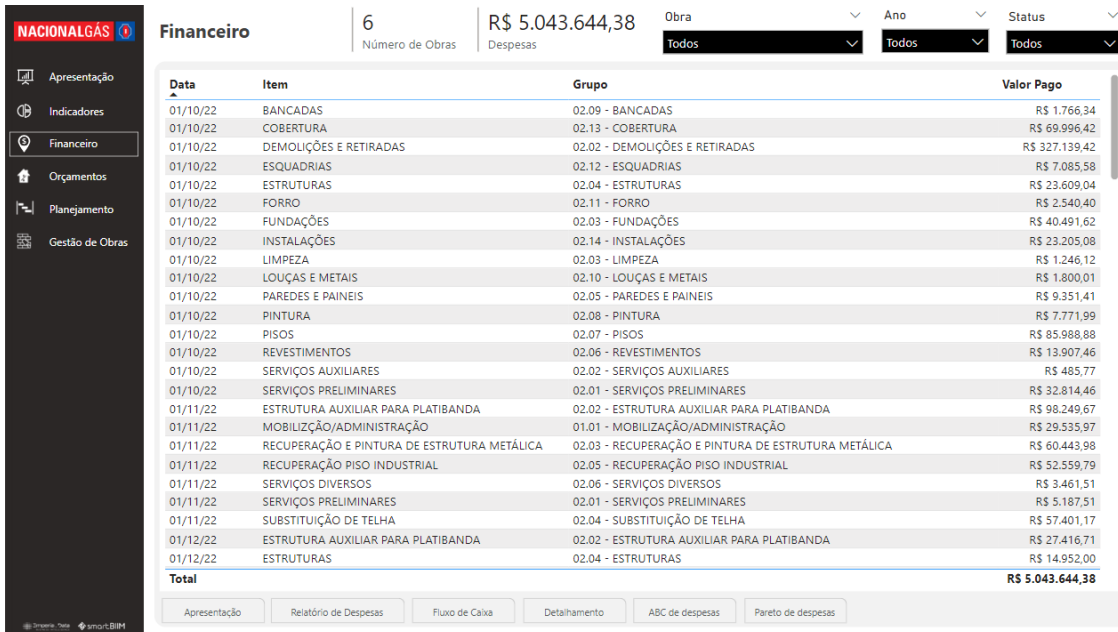 NACIONALGÁS
Financeiro
6
Número de Obras
R$ 5.043.644,38
Despesas
Obra
Todos
Ano
Todos
Status
Todos
Apresentação
Indicadores
Financeiro
Orçamentos
Planejamento
Gestão de Obras
Data Item Grupo Valor Pago
01/10/22 BANCADAS 02.09 - BANCADAS R$ 1.766,34
01/10/22 COBERTURA 02.13 - COBERTURA R$ 69.996,42
01/10/22 DEMOLIÇÕES E RETIRADAS 02.02 - DEMOLIÇÕES E RETIRADAS R$ 327.139,42
01/10/22 ESQUADRIAS 02.12 - ESQUADRIAS R$ 7.085,58
01/10/22 ESTRUTURAS 02.04 - ESTRUTURAS R$ 23.609,04
01/10/22 FORRO 02.11 - FORRO R$ 2.540,40
01/10/22 FUNDAÇÕES 02.03 - FUNDAÇÕES R$ 40.491,62
01/10/22 INSTALAÇÕES 02.14 - INSTALAÇÕES R$ 23.205,08
01/10/22 LIMPEZA 02.03 - LIMPEZA R$ 1.246,12
01/10/22 LOUÇAS E METAIS 02.10 - LOUÇAS E METAIS R$ 1.800,01
01/10/22 PAREDES E PAINEIS 02.05 - PAREDES E PAINEIS R$ 9.351,41
01/10/22 PINTURA 02.08 - PINTURA R$ 7.771,99
01/10/22 PISOS 02.07 - PISOS R$ 85.988,88
01/10/22 REVESTIMENTOS 02.06 - REVESTIMENTOS R$ 13.907,46
01/10/22 SERVIÇOS AUXILIARES 02.02 - SERVIÇOS AUXILIARES R$ 485,77
01/10/22 SERVIÇOS PRELIMINARES 02.01 - SERVIÇOS PRELIMINARES R$ 32.814,46
01/11/22 ESTRUTURA AUXILIAR PARA PLATIBANDA 02.02 - ESTRUTURA AUXILIAR PARA PLATIBANDA R$ 98.249,67
01/11/22 MOBILIZÇÃO/ADMINISTRAÇÃO 01.01 - MOBILIZAÇÃO/ADMINISTRAÇÃO R$ 29.535,97
01/11/22 RECUPERAÇÃO E PINTURA DE ESTRUTURA METÁLICA 02.03 - RECUPERAÇÃO E PINTURA DE ESTRUTURA METÁLICA R$ 60.443,98
01/11/22 RECUPERAÇÃO PISO INDUSTRIAL 02.05 - RECUPERAÇÃO PISO INDUSTRIAL R$ 52.559,79
01/11/22 SERVIÇOS DIVERSOS 02.06 - SERVIÇOS DIVERSOS R$ 3.461,51
01/11/22 SERVIÇOS PRELIMINARES 02.01 - SERVIÇOS PRELIMINARES R$ 5.187,51
01/11/22 SUBSTITUIÇÃO DE TELHA 02.04 - SUBSTITUIÇÃO DE TELHA R$ 57.401,17
01/12/22 ESTRUTURA AUXILIAR PARA PLATIBANDA 02.02 - ESTRUTURA AUXILIAR PARA PLATIBANDA R$ 27.416,71
01/12/22 ESTRUTURAS 02.04 - ESTRUTURAS R$ 14.952,00
Total R$ 5.043.644,38
Apresentação Relatório de Despesas Fluxo de Caixa Detalhamento ABC de despesas Pareto de despesas
smartBIM